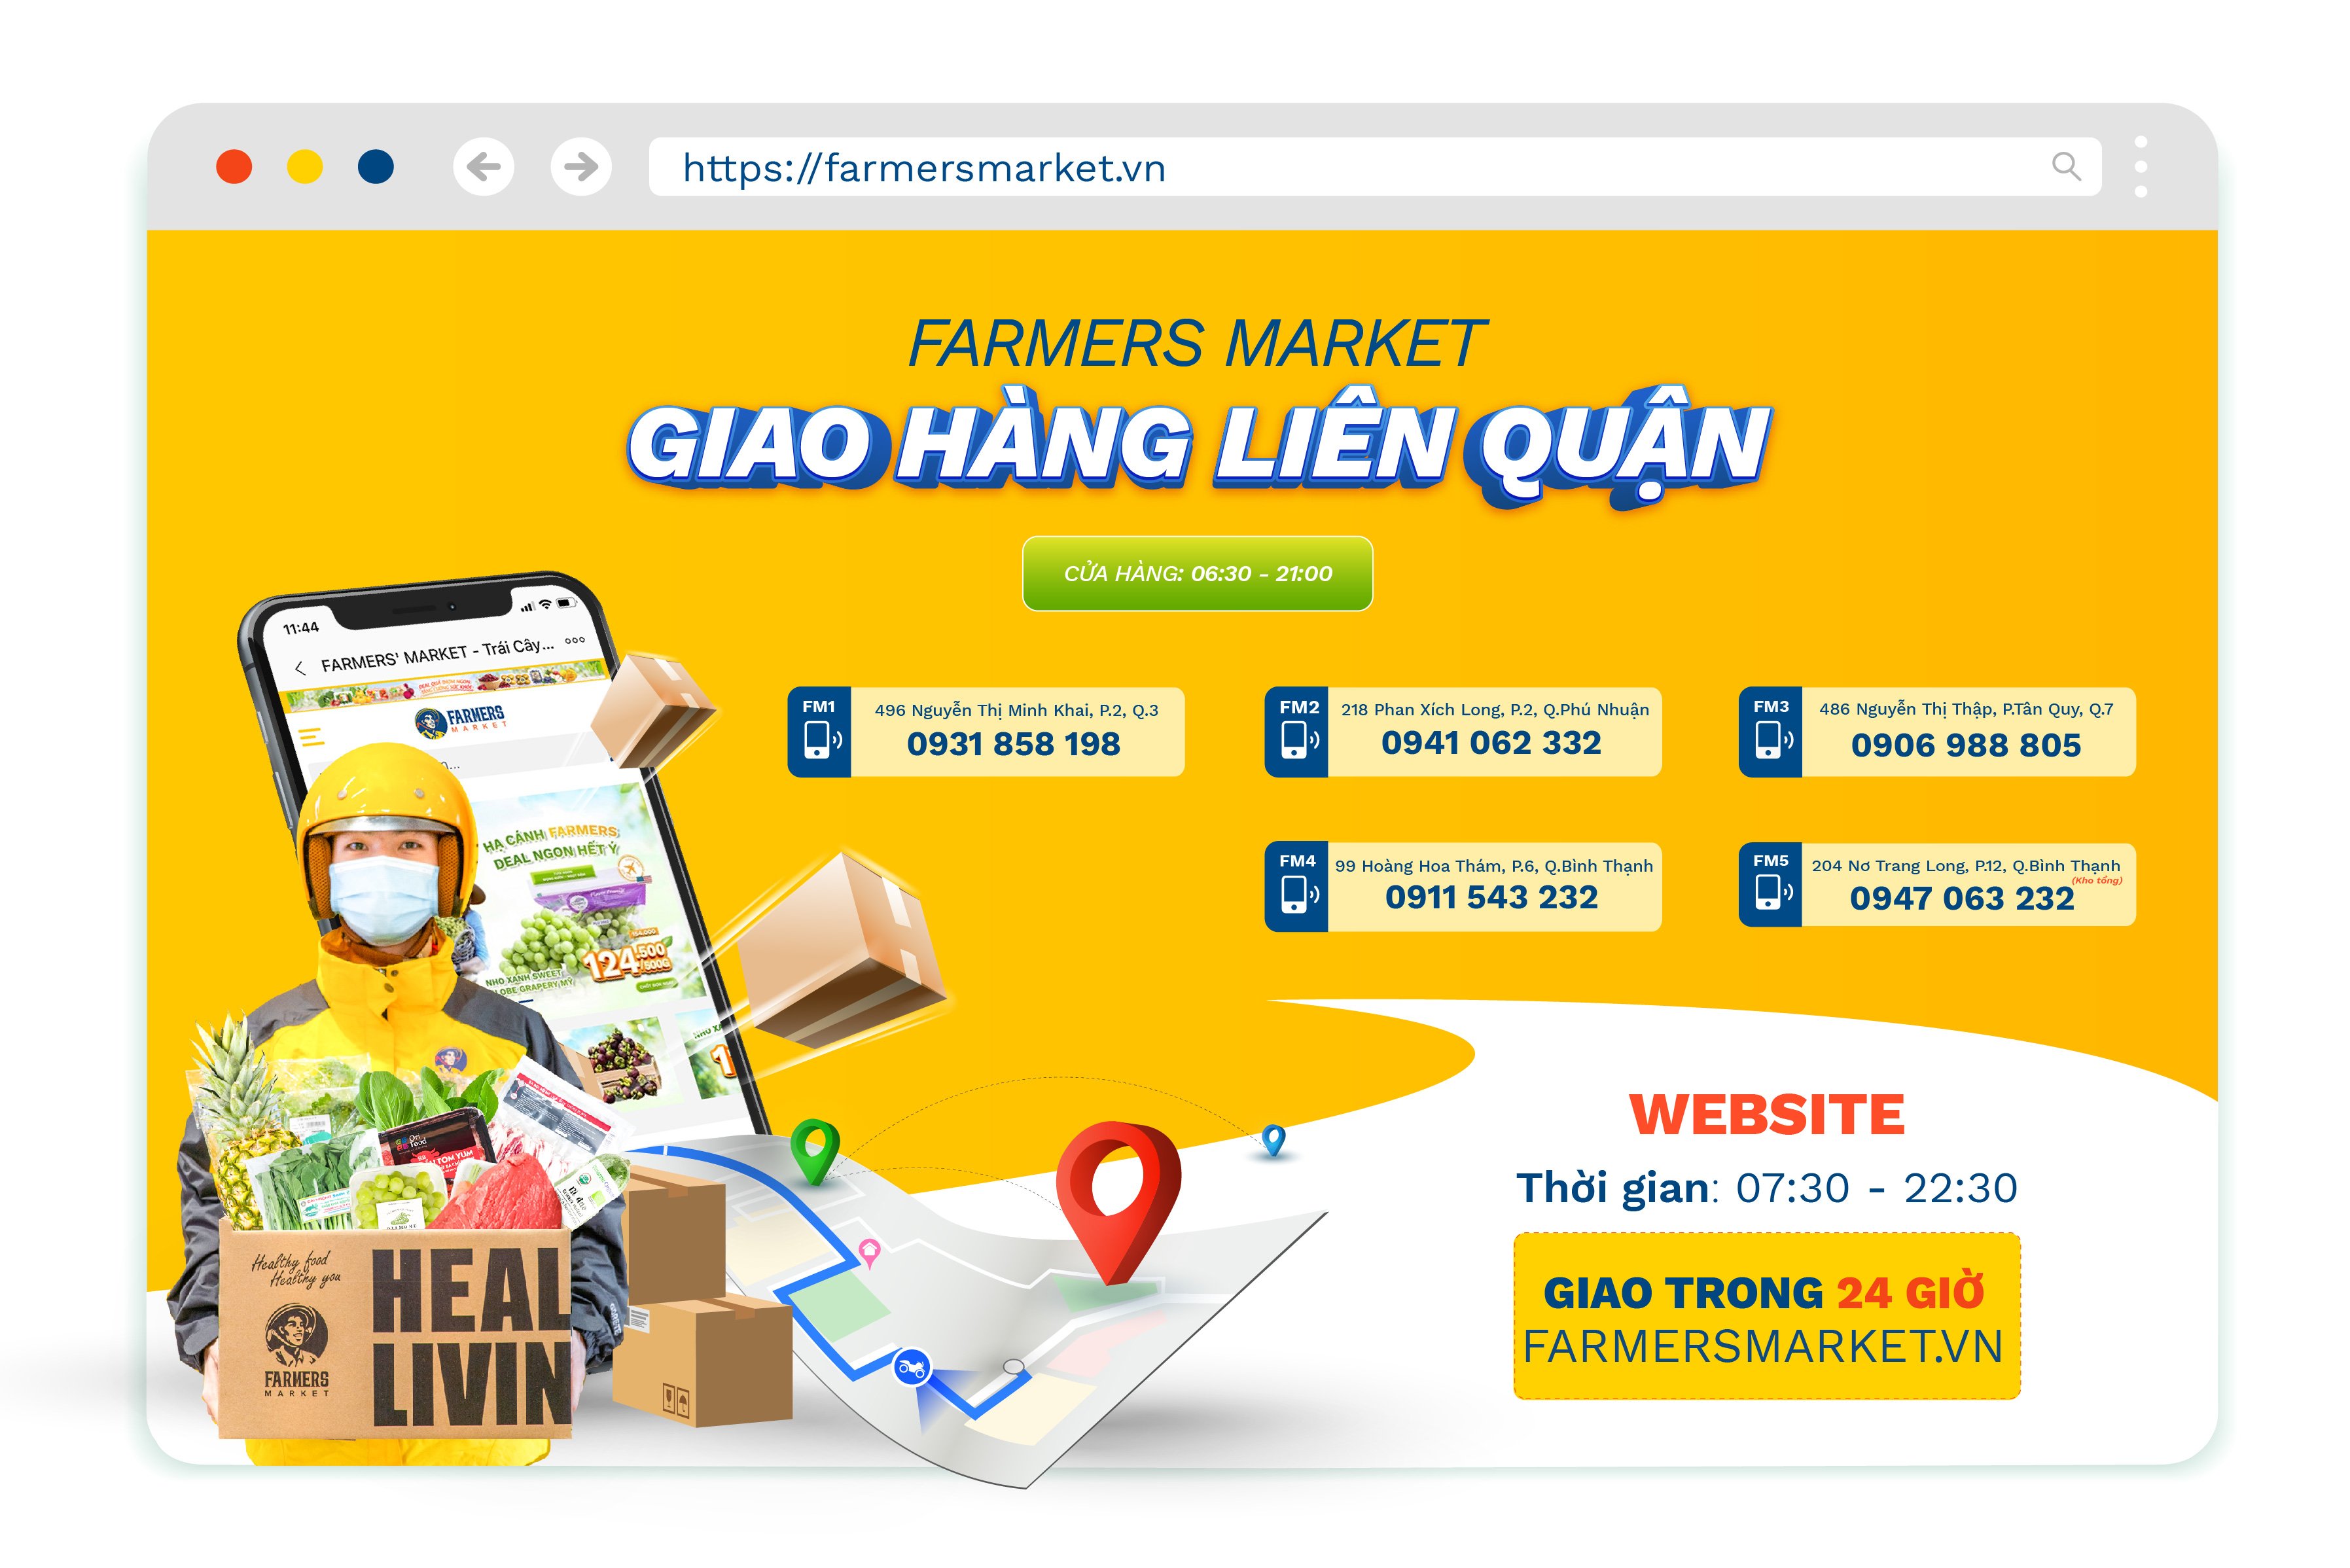 https://farmersmarket.vn
FARMERS MARKET
GIAO HÀNG LIÊN QUẬN
CỬA HÀNG: 06:30 - 21:00
FM1
496 Nguyễn Thị Minh Khai, P.2, Q.3
0931 858 198
FM2
218 Phan Xích Long, P.2, Q.Phú Nhuận
0941 062 332
FM3
486 Nguyễn Thị Thập, P.Tân Quy, Q.7
0906 988 805
FM4
99 Hoàng Hoa Thám, P.6, Q.Bình Thạnh
0911 543 232
FM5
204 Nơ Trang Long, P.12, Q.Bình Thạnh
(Kho tổng)
0947 063 232
11:44
FARMERS' MARKET - Trái Cây...
FARMERS
MARKET
HẠ CÁNH FARMERS,
DEAL NGON HẾT Ý
154.000
124.500
/500G
NHO XANH SWEET
GLOBE GRAPERY MỸ
TOM YUM
Healthy food
Healthy you
FARMERS
MARKET
HEAL
LIVIN
WEBSITE
Thời gian: 07:30 - 22:30
GIAO TRONG 24 GIỜ
FARMERSMARKET.VN